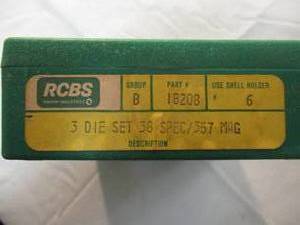 RCBS
GROUP PART # USE SHELL HOLDER
B 18208 # 6
3 DIE SET 38 SPEC/357 MAG
DESCRIPTION